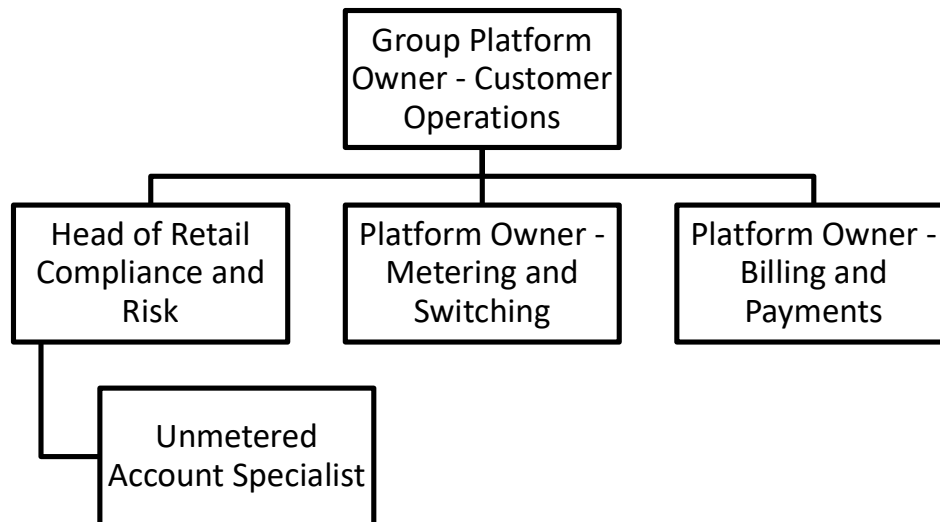 Group Platform
Owner - Customer
Operations
Head of Retail
Compliance and
Risk
Platform Owner -
Metering and
Switching
Platform Owner -
Billing and
Payments
Unmetered
Account Specialist